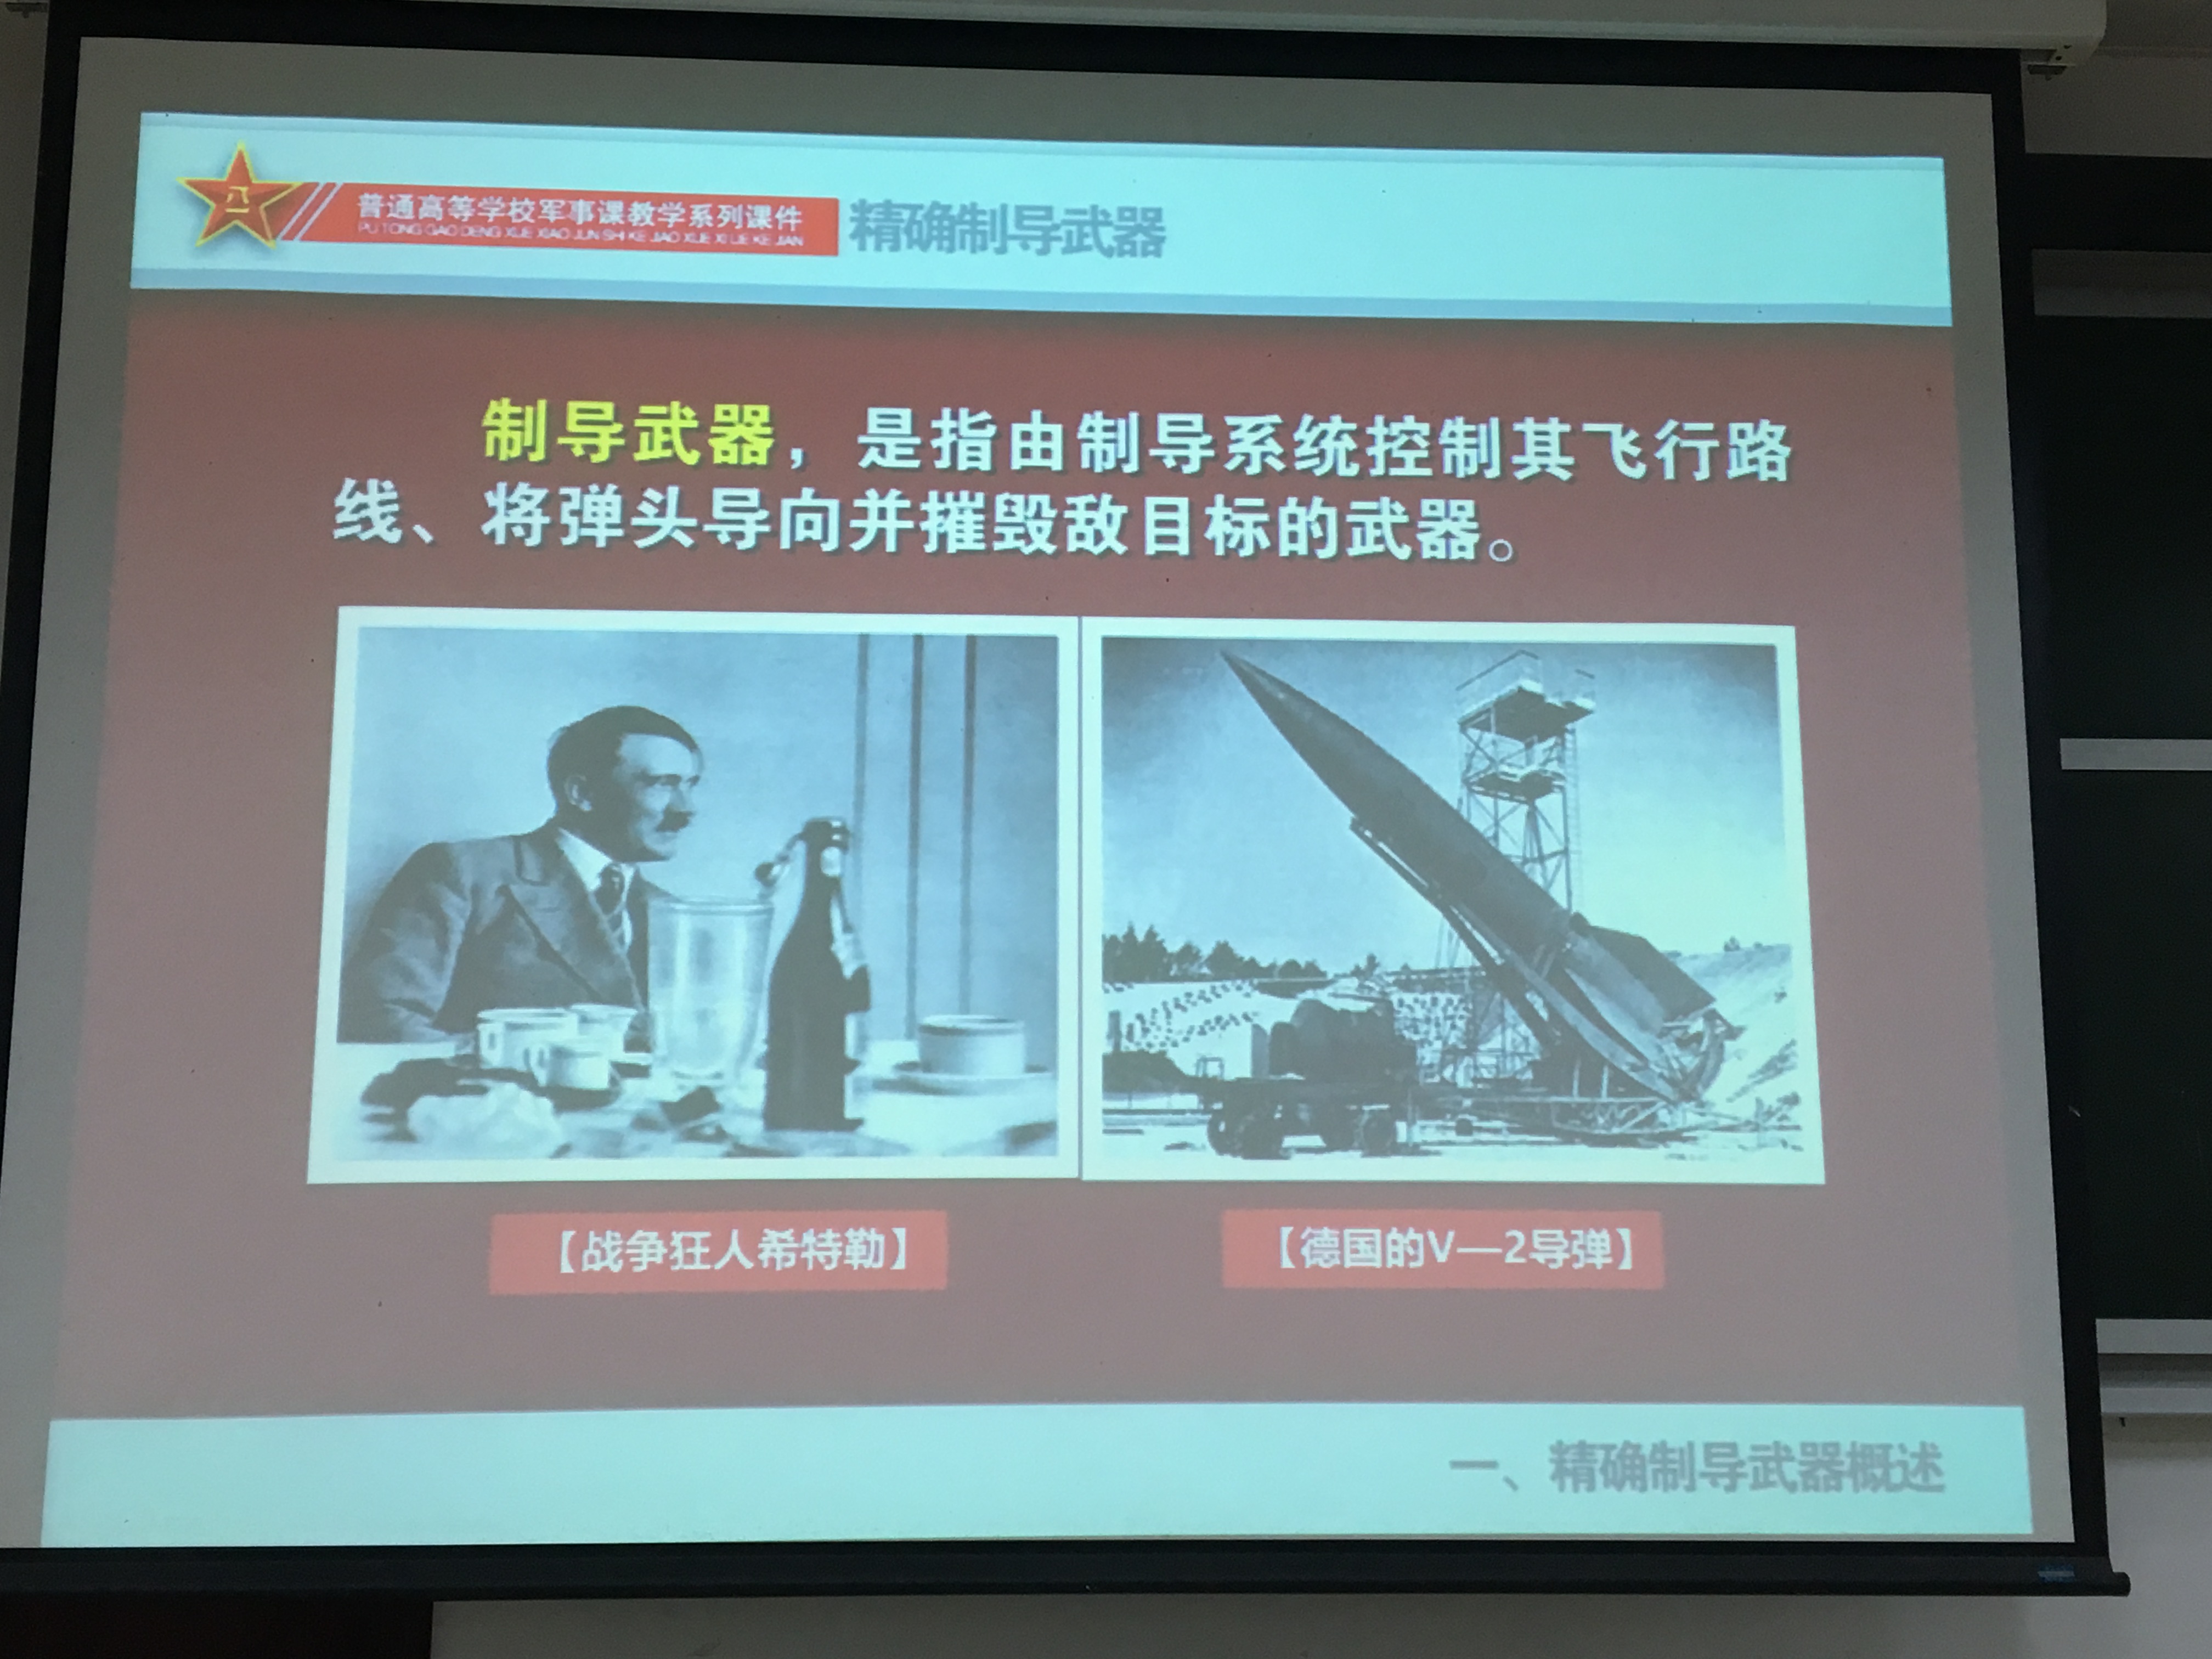 八一
普通高等学校军事课教学系列课件
PU TONG GAO DENG XUE XIAO JUN SHI KE JIAO XUE XI LIE KE JIAN
精确制导武器
制导武器，是指由制导系统控制其飞行路
线、将弹头导向并摧毁敌目标的武器。
【战争狂人希特勒】
【德国的V—2导弹】
一、精确制导武器概述